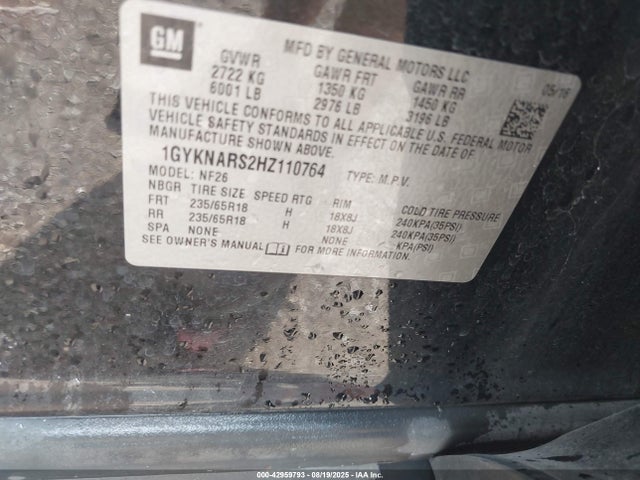 GM
MFD BY GENERAL MOTORS LLC
GVWR GAWR FRT GAWR RR
2722 KG 1350 KG 1450 KG
6001 LB 2976 LB 3196 LB
05/16
THIS VEHICLE CONFORMS TO ALL APPLICABLE U.S. FEDERAL MOTOR
VEHICLE SAFETY STANDARDS IN EFFECT ON THE DATE OF
MANUFACTURE SHOWN ABOVE.
1GYKNARS2HZ110764 TYPE: M.P.V.
MODEL: NF26
NBGR TIRE SIZE SPEED RTG RIM COLD TIRE PRESSURE
FRT 235/65R18 H 18X8J 240KPA(35PSI)
RR 235/65R18 H 18X8J 240KPA(35PSI)
SPA NONE NONE KPA(PSI)
SEE OWNER'S MANUAL FOR MORE INFORMATION.
000-42959793 - 08/19/2025 - IAAI.com